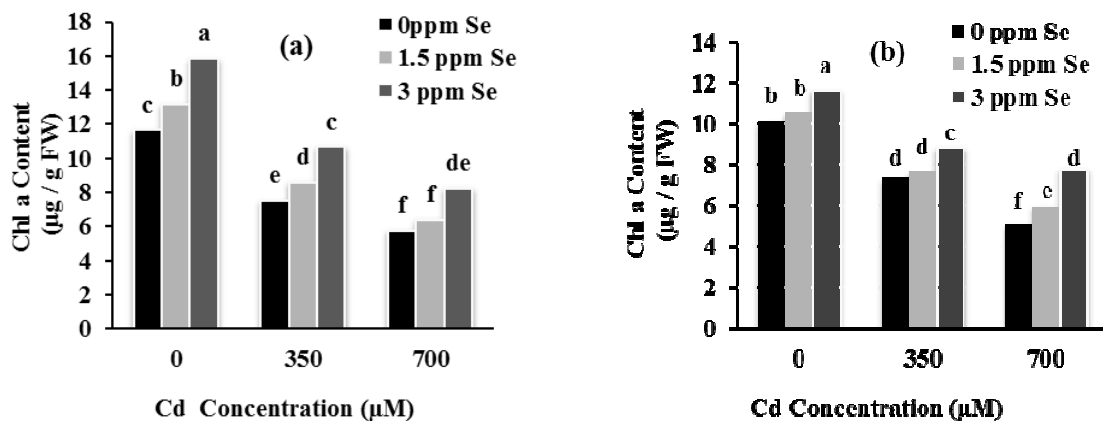 Chl a Content
(µg / g FW)
18
16
14
12
10
8
6
4
2
0
(a)
0ppm Se
1.5 ppm Se
3 ppm Se
c b a
e d c
f f de
0 350 700
Cd Concentration (µM)
Chl a Content
(µg / g FW)
14
12
10
8
6
4
2
0
(b)
0 ppm Se
1.5 ppm Se
3 ppm Se
b b a
d d c
f e d
0 350 700
Cd Concentration (µM)